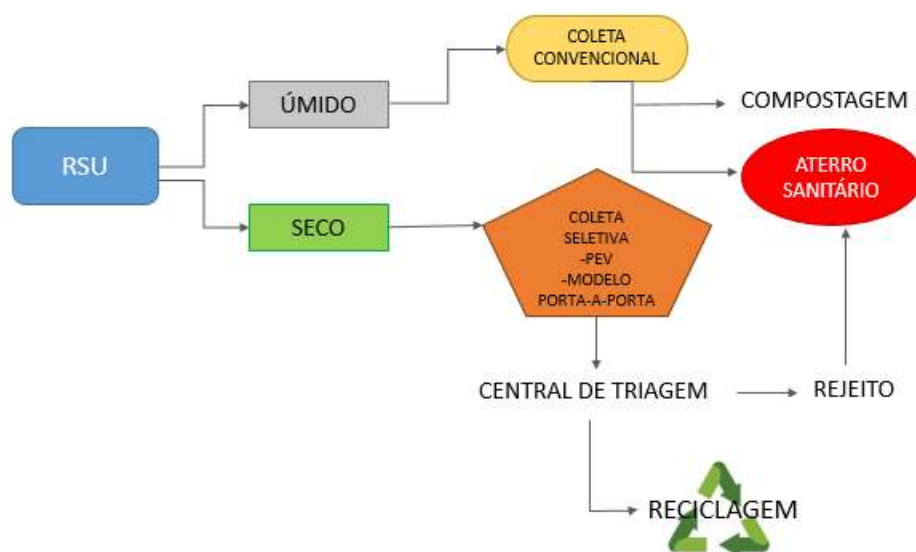 COLETA
CONVENCIONAL
ÚMIDO
COMPOSTAGEM
RSU
ATERRO
SANITÁRIO
SECO
COLETA
SELETIVA
-PEV
-MODELO
PORTA-A-PORTA
CENTRAL DE TRIAGEM
REJEITO
RECICLAGEM